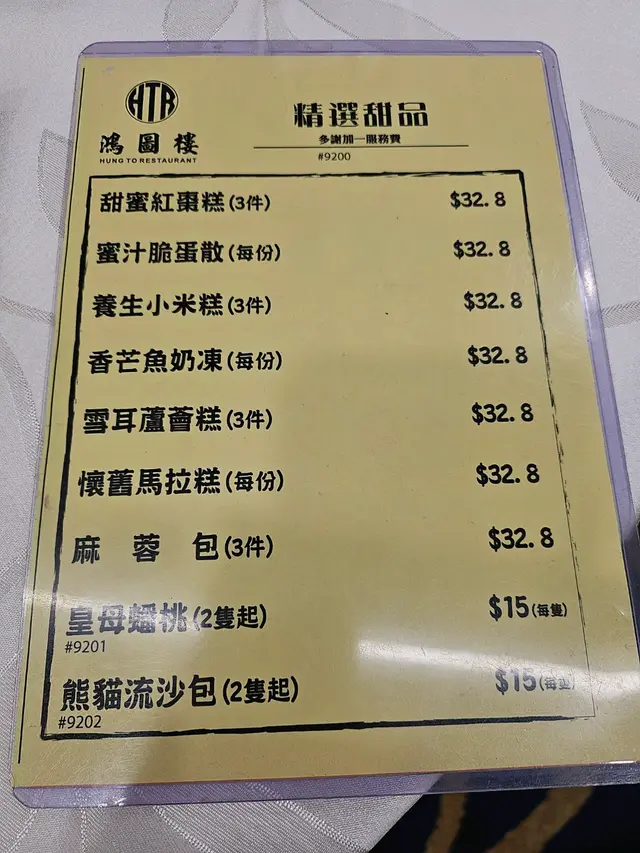 HTR
鴻圖樓
HUNG TO RESTAURANT
精選甜品
多謝加一服務費
#9200
甜蜜紅棗糕(3件) $32.8
蜜汁脆蛋散(每份) $32.8
養生小米糕(3件) $32.8
香芒魚奶凍(每份) $32.8
雪耳蘆薈糕(3件) $32.8
懷舊馬拉糕(每份) $32.8
麻蓉包(3件) $32.8
皇母蟠桃(2隻起) $15(每隻)
#9201
熊貓流沙包(2隻起) $15(每隻)
#9202